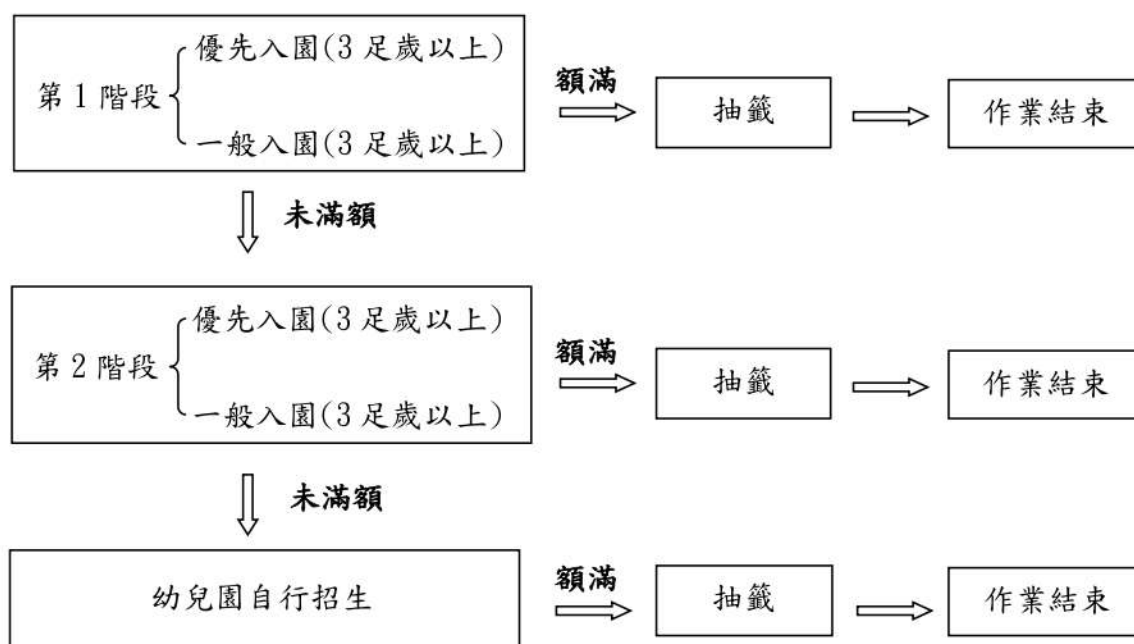 優先入園(3足歲以上)
第1階段
一般入園(3足歲以上)
額滿
抽籤
作業結束
未滿額
優先入園(3足歲以上)
第2階段
一般入園(3足歲以上)
額滿
抽籤
作業結束
未滿額
幼兒園自行招生
額滿
抽籤
作業結束